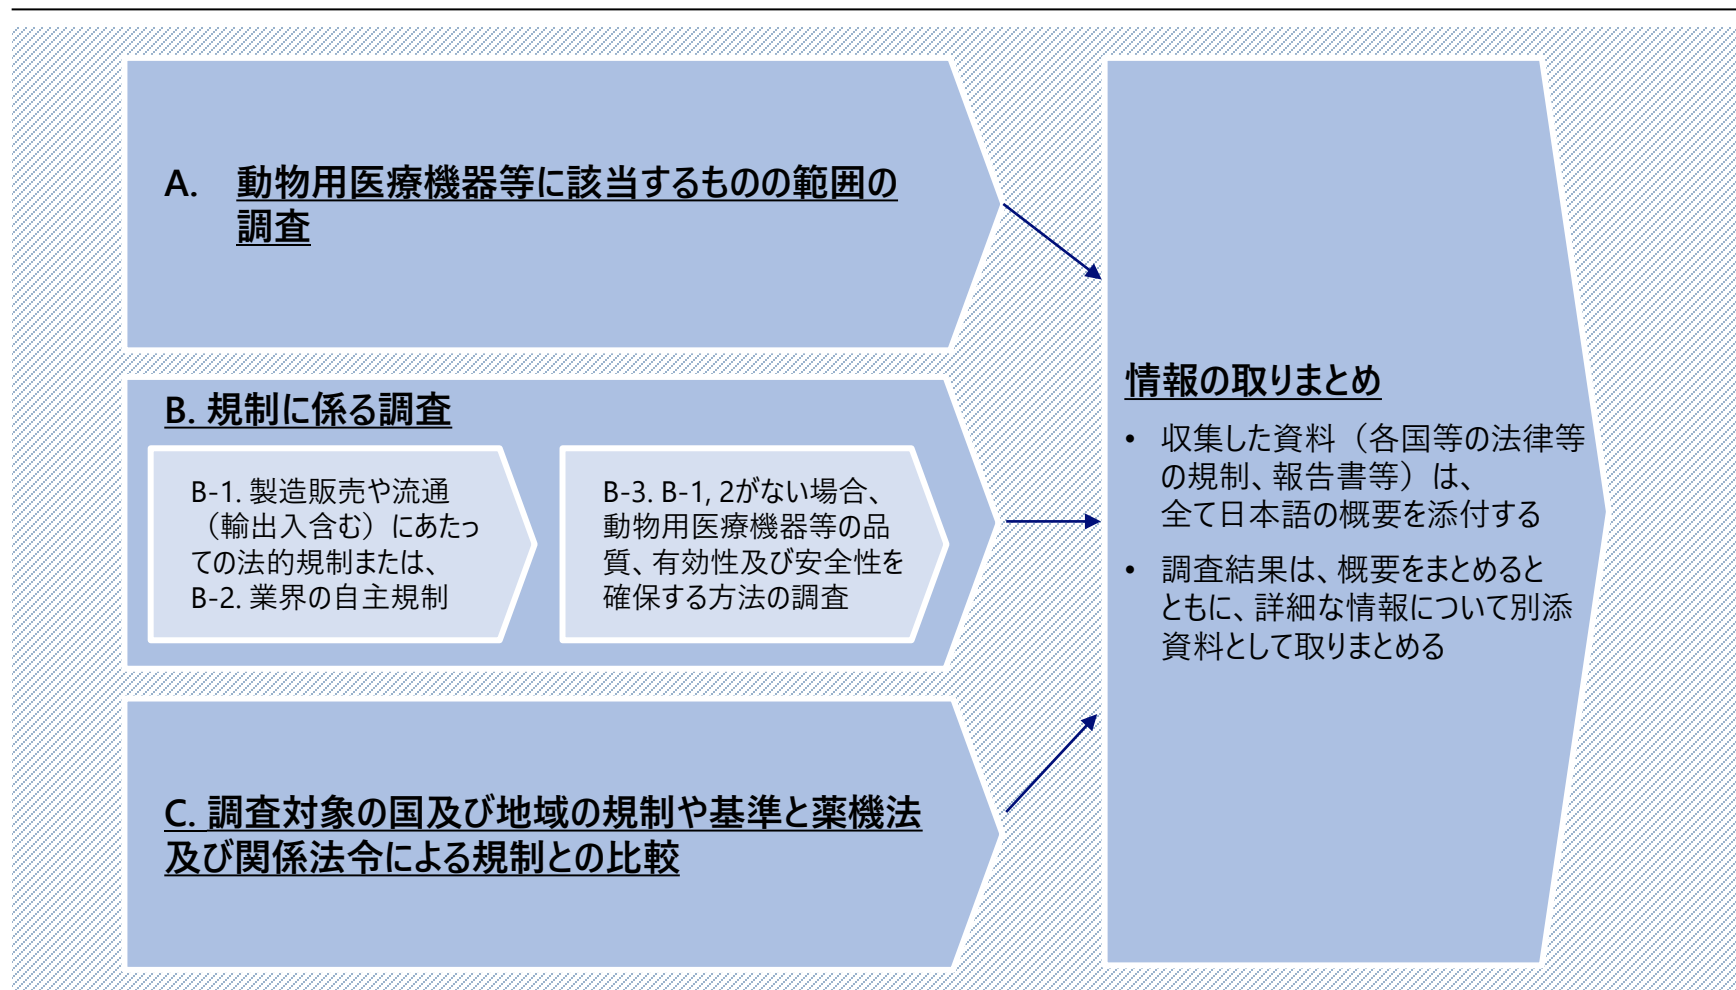 A. 動物用医療機器等に該当するものの範囲の
調査
B. 規制に係る調査
B-1. 製造販売や流通
（輸出入含む）にあたっ
ての法的規制または、
B-2. 業界の自主規制
B-3. B-1, 2がない場合、
動物用医療機器等の品
質、有効性及び安全性を
確保する方法の調査
C. 調査対象の国及び地域の規制や基準と薬機法
及び関係法令による規制との比較
情報の取りまとめ
• 収集した資料（各国等の法律等
の規制、報告書等）は、
全て日本語の概要を添付する
• 調査結果は、概要をまとめると
ともに、詳細な情報について別添
資料として取りまとめる